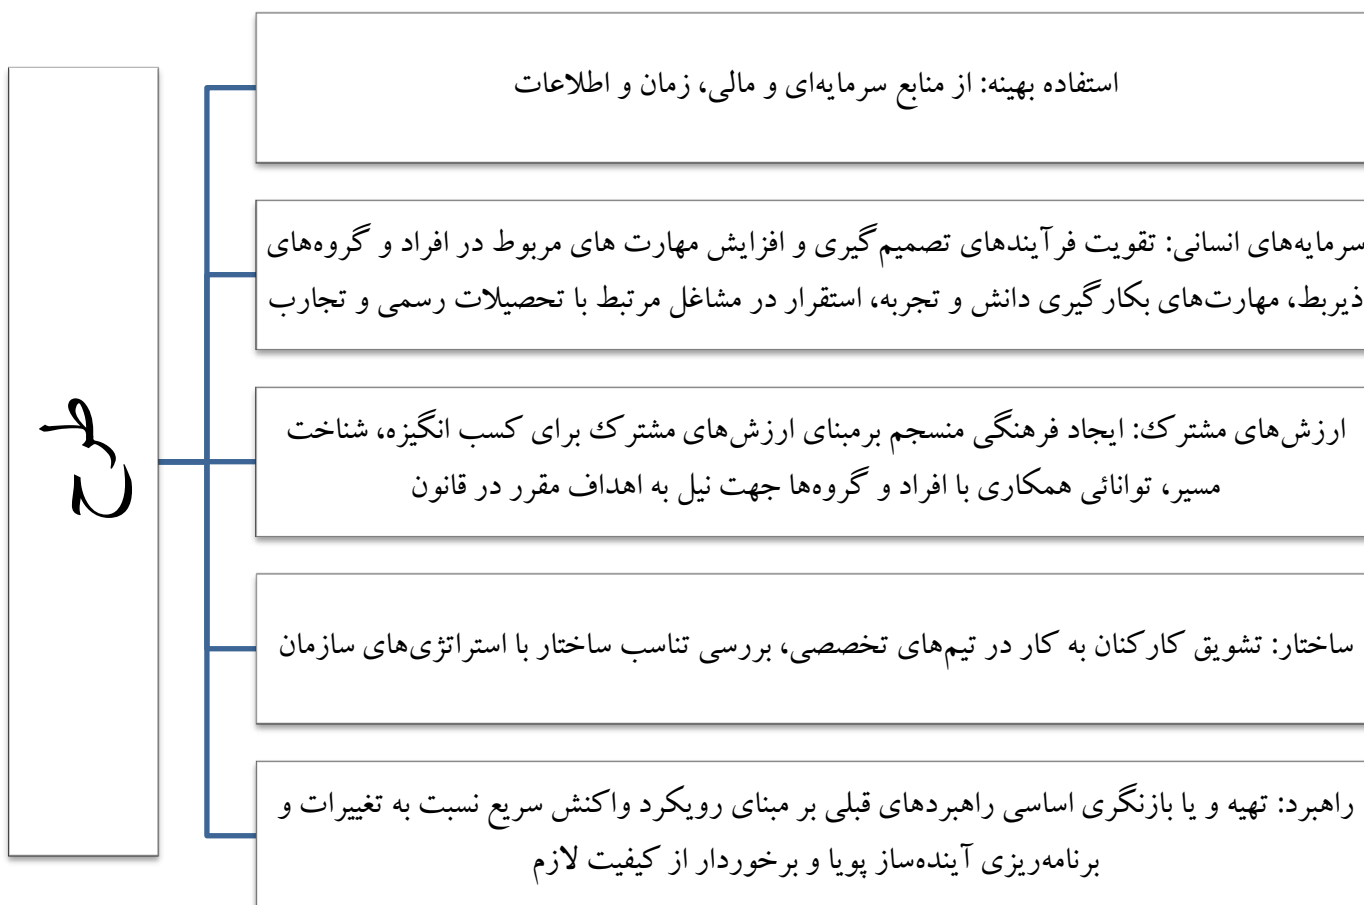 طرح
استفاده بهینه: از منابع سرمایه‌ای و مالی، زمان و اطلاعات
سرمایه‌های انسانی: تقویت فرآیندهای تصمیم‌گیری و افزایش مهارت های مربوط در افراد و گروه‌های
ذیربط، مهارت‌های بکارگیری دانش و تجربه، استقرار در مشاغل مرتبط با تحصیلات رسمی و تجارب
ارزش‌های مشترک: ایجاد فرهنگی منسجم برمبنای ارزش‌های مشترک برای کسب انگیزه، شناخت
مسیر، توانائی همکاری با افراد و گروه‌ها جهت نیل به اهداف مقرر در قانون
ساختار: تشویق کارکنان به کار در تیم‌های تخصصی، بررسی تناسب ساختار با استراتژی‌های سازمان
راهبرد: تهیه و یا بازنگری اساسی راهبردهای قبلی بر مبنای رویکرد واکنش سریع نسبت به تغییرات و
برنامه‌ریزی آینده‌ساز پویا و برخوردار از کیفیت لازم